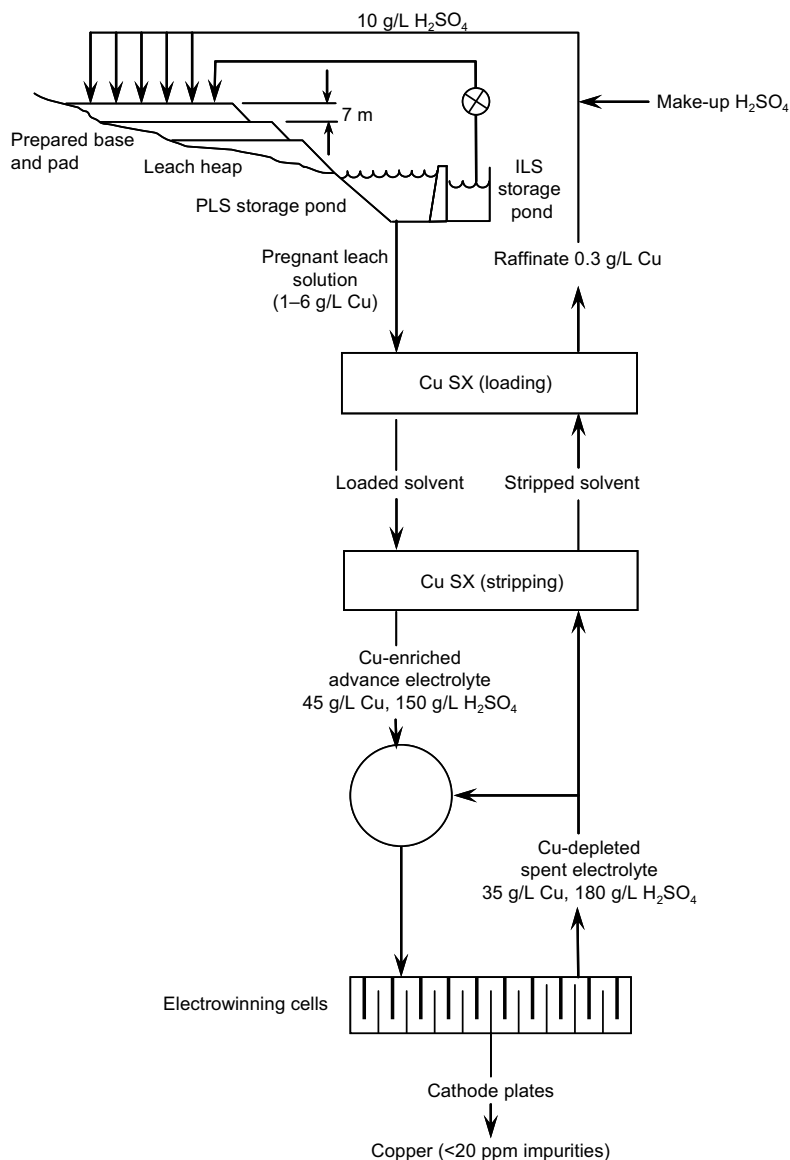 10 g/L H₂SO₄
Make-up H₂SO₄
7 m
Prepared base
and pad
Leach heap
ILS
storage
pond
PLS storage pond
Pregnant leach
solution
(1–6 g/L Cu)
Raffinate 0.3 g/L Cu
Cu SX (loading)
Loaded solvent
Stripped solvent
Cu SX (stripping)
Cu-enriched
advance electrolyte
45 g/L Cu, 150 g/L H₂SO₄
Cu-depleted
spent electrolyte
35 g/L Cu, 180 g/L H₂SO₄
Electrowinning cells
Cathode plates
Copper (<20 ppm impurities)